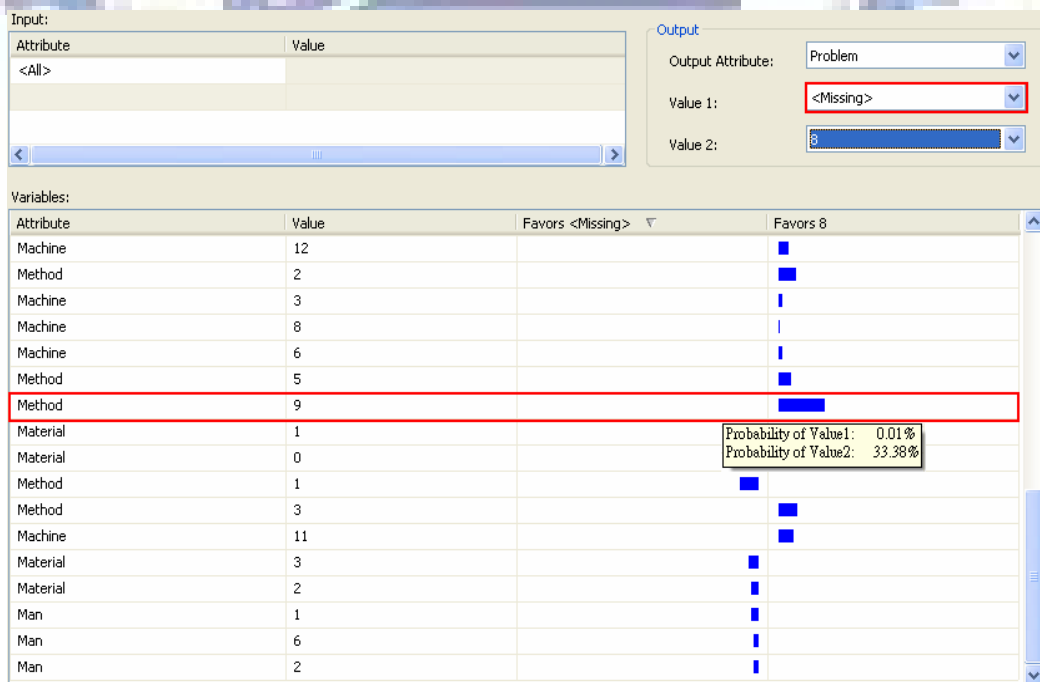 Input:
Attribute Value
<All>
Output
Output Attribute: Problem
Value 1: <Missing>
Value 2: 8
Variables:
Attribute Value Favors <Missing> Favors 8
Machine 12
Method 2
Machine 3
Machine 8
Machine 6
Method 5
Method 9
Material 1
Probability of Value1: 0.01%
Probability of Value2: 33.38%
Material 0
Method 1
Method 3
Machine 11
Material 3
Material 2
Man 1
Man 6
Man 2